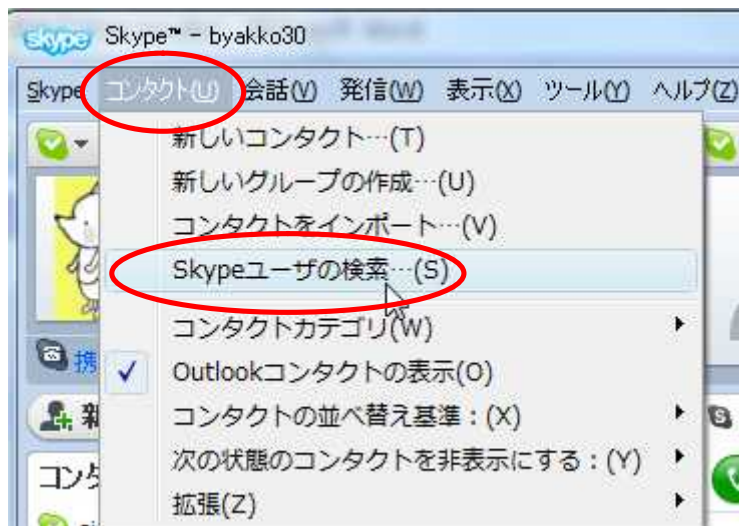 skype Skype™ - byakko30
Skype コンタクト(U) 会話(V) 発信(W) 表示(X) ツール(Y) ヘルプ(Z)
新しいコンタクト…(T)
新しいグループの作成…(U)
コンタクトをインポート…(V)
Skypeユーザの検索…(S)
コンタクトカテゴリ(W)
携
Outlookコンタクトの表示(O)
新
コンタクトの並べ替え基準：(X)
次の状態のコンタクトを非表示にする：(Y)
コンタ
拡張(Z)